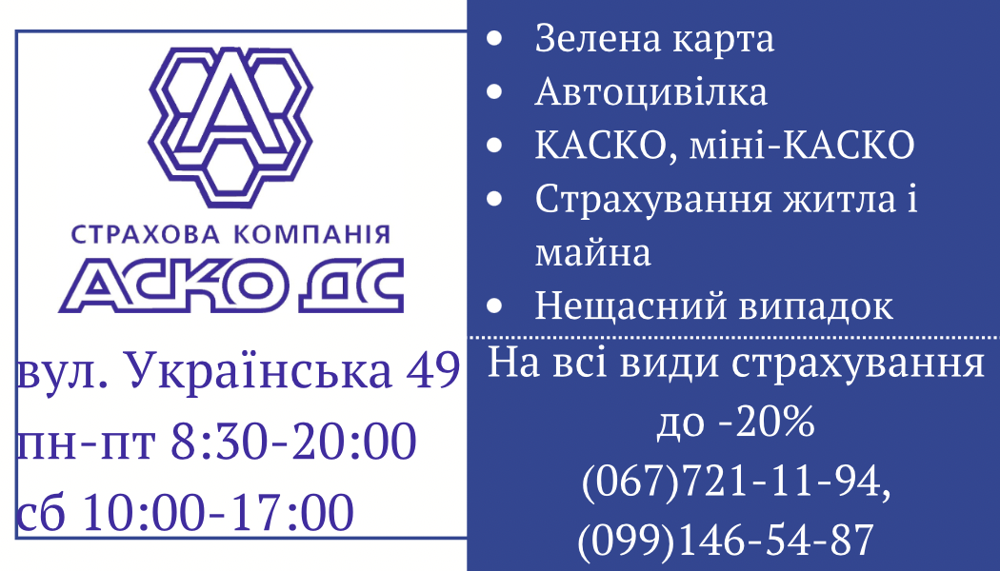 А
СТРАХОВА КОМПАНІЯ
АСКО ДС
вул. Українська 49
пн-пт 8:30-20:00
сб 10:00-17:00
• Зелена карта
• Автоцивілка
• КАСКО, міні-КАСКО
• Страхування житла і
майна
• Нещасний випадок
На всі види страхування
до -20%
(067)721-11-94,
(099)146-54-87